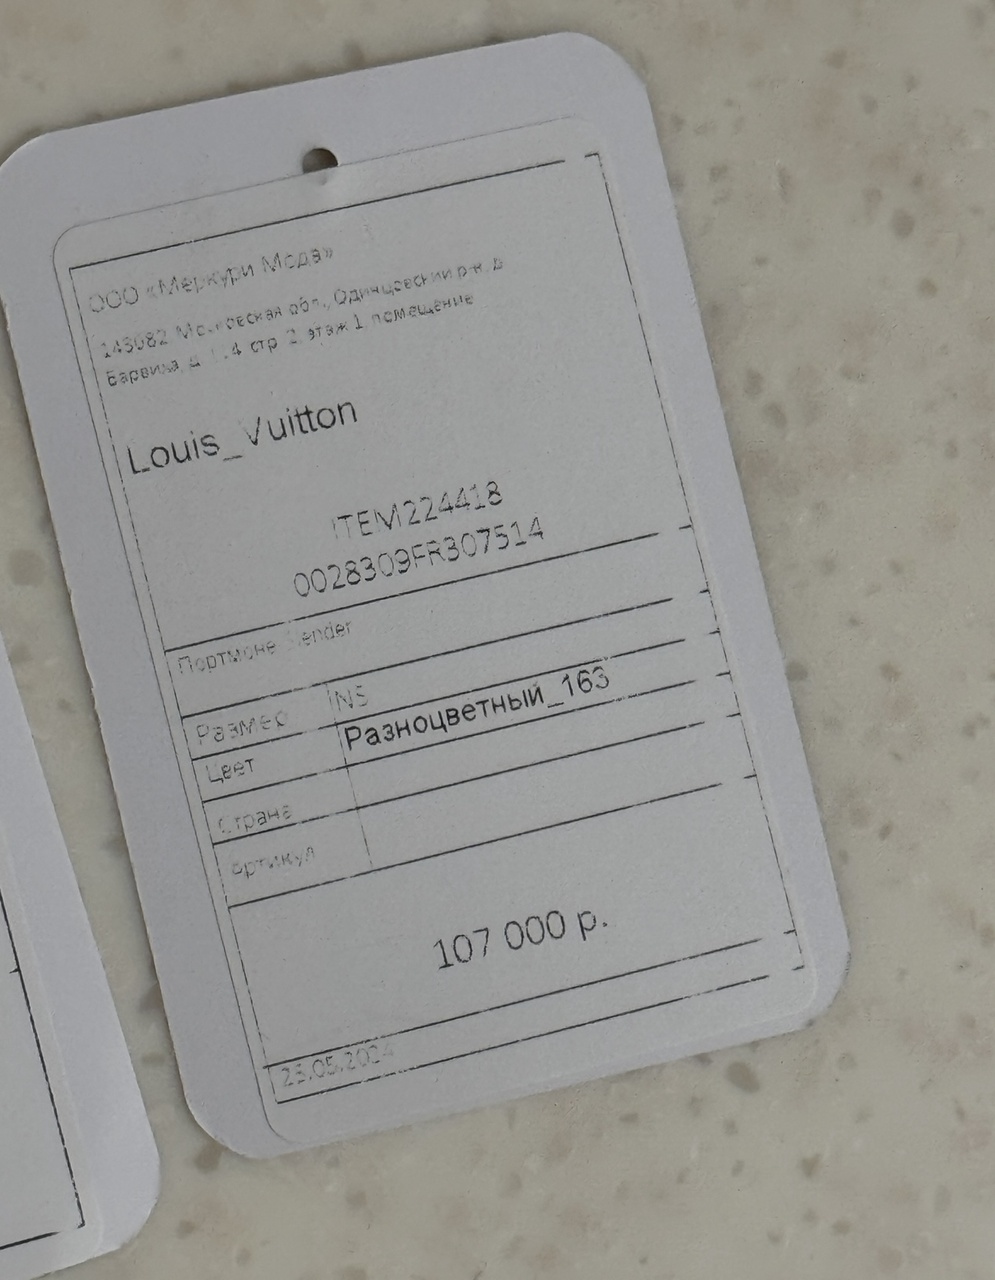 ООО «Меркури Мода»
143082 Московская обл., Одинцовский р-н, д
Барвиха, д. 114 стр 2, этаж 1 помещение
Louis_Vuitton
ITEM224418
0028309FR307514
Портмоне
Размер NS
Цвет Разноцветный_163
Страна
артикул
107 000 р.
25.05.2024